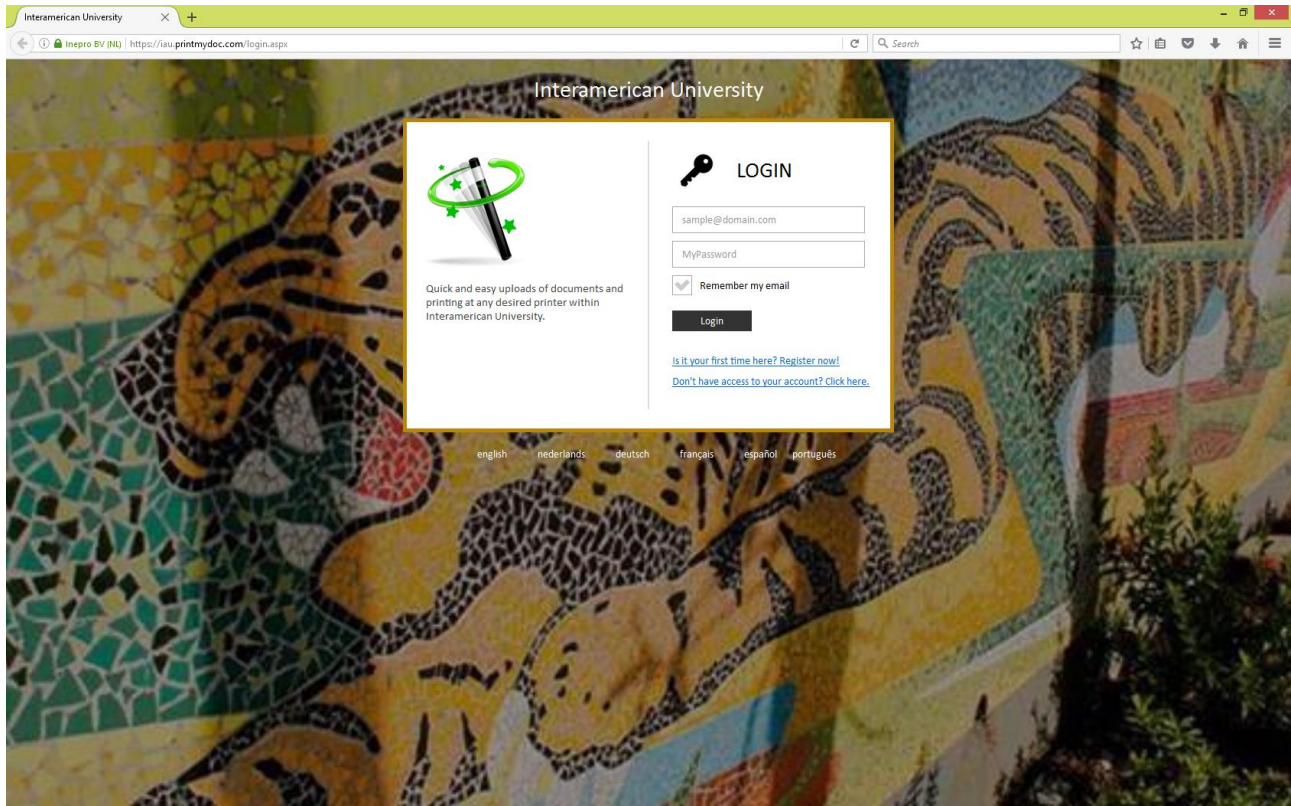 Interamerican University
Inepro BV (NL) https://iau.printmydoc.com/login.aspx
Search
Interamerican University
Quick and easy uploads of documents and
printing at any desired printer within
Interamerican University.
LOGIN
sample@domain.com
MyPassword
Remember my email
Login
Is it your first time here? Register now!
Don't have access to your account? Click here.
english nederlands deutsch français español português